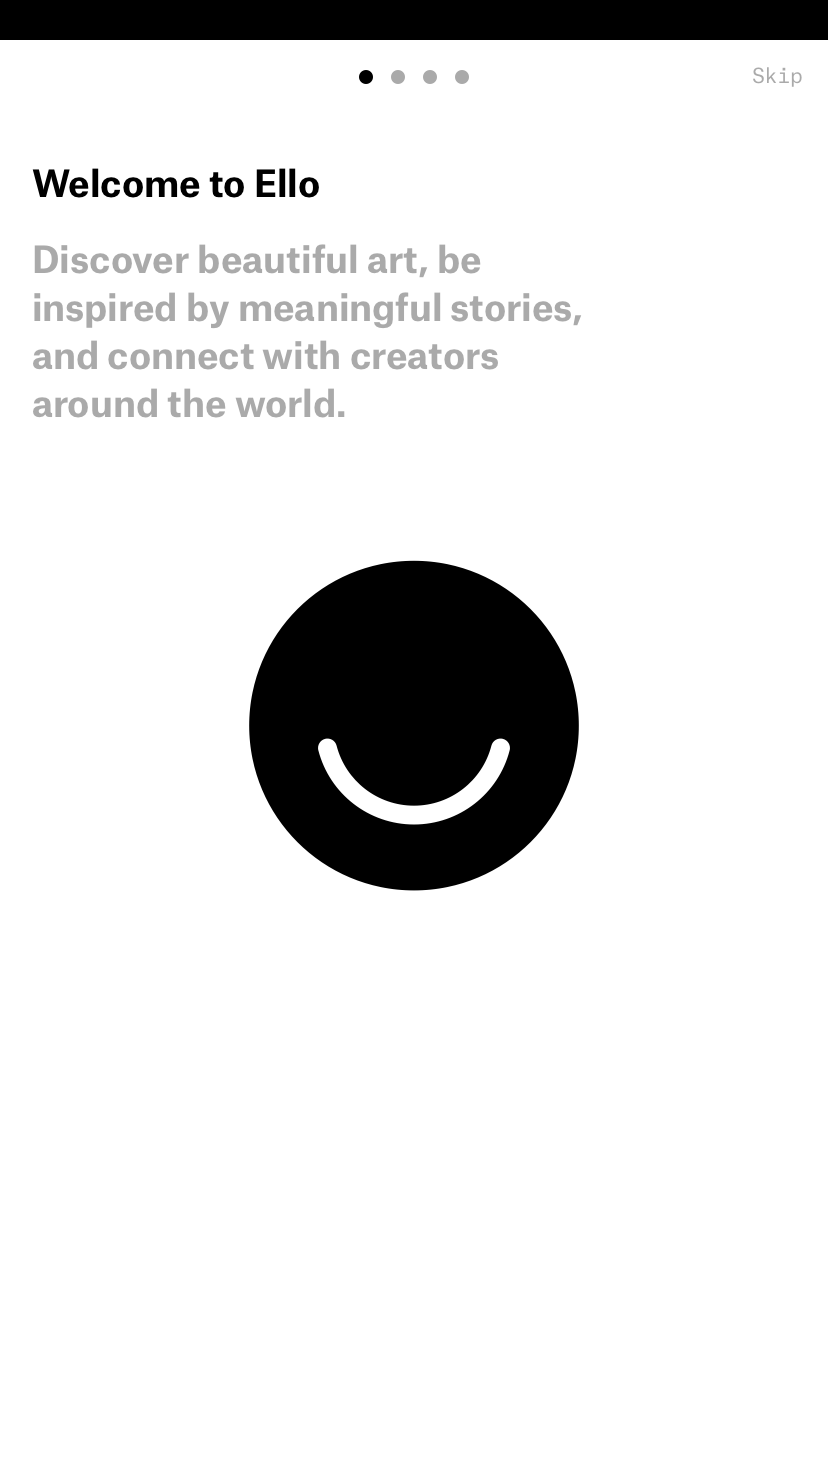 Skip
Welcome to Ello
Discover beautiful art, be
inspired by meaningful stories,
and connect with creators
around the world.